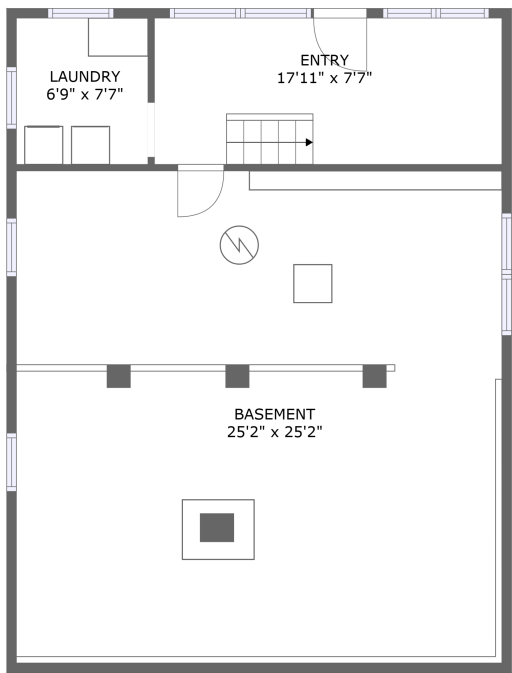 LAUNDRY
6'9" x 7'7"
ENTRY
17'11" x 7'7"
BASEMENT
25'2" x 25'2"